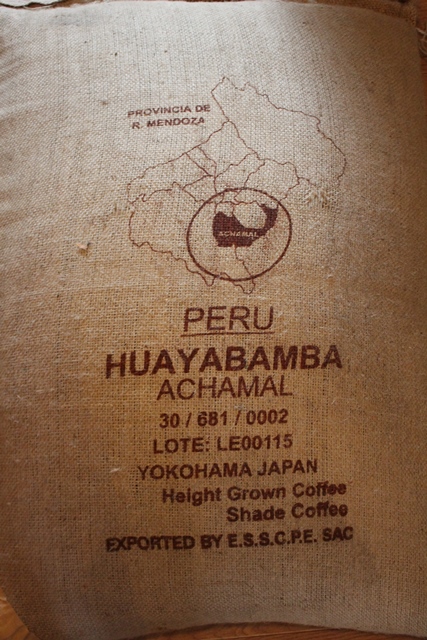 PROVINCIA DE
R. MENDOZA
ACHAMAL
PERU
HUAYABAMBA
ACHAMAL
30 / 681 / 0002
LOTE: LE00115
YOKOHAMA JAPAN
Height Grown Coffee
Shade Coffee
EXPORTED BY E.S.S.C.P.E. SAC